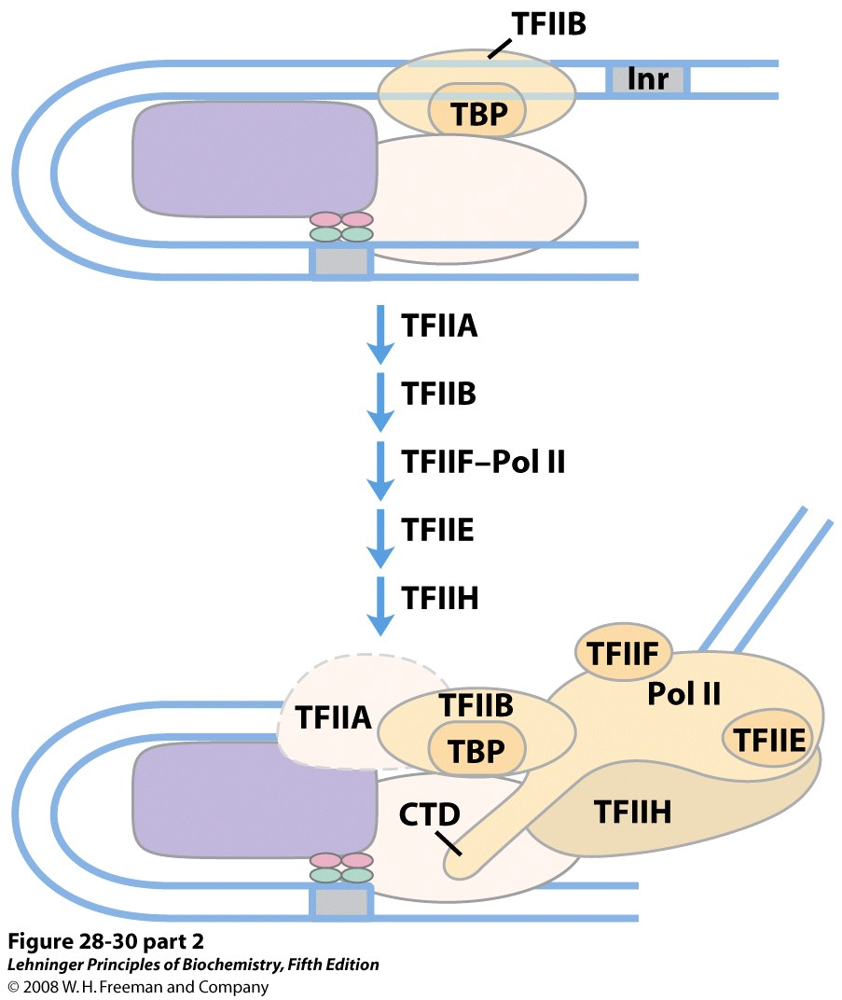 TFIIB
Inr
TBP
TFIIA
TFIIB
TFIIF–Pol II
TFIIE
TFIIH
TFIIF
Pol II
TFIIB
TFIIA
TFIIE
TBP
CTD
TFIIH
Figure 28-30 part 2
Lehninger Principles of Biochemistry, Fifth Edition
© 2008 W. H. Freeman and Company